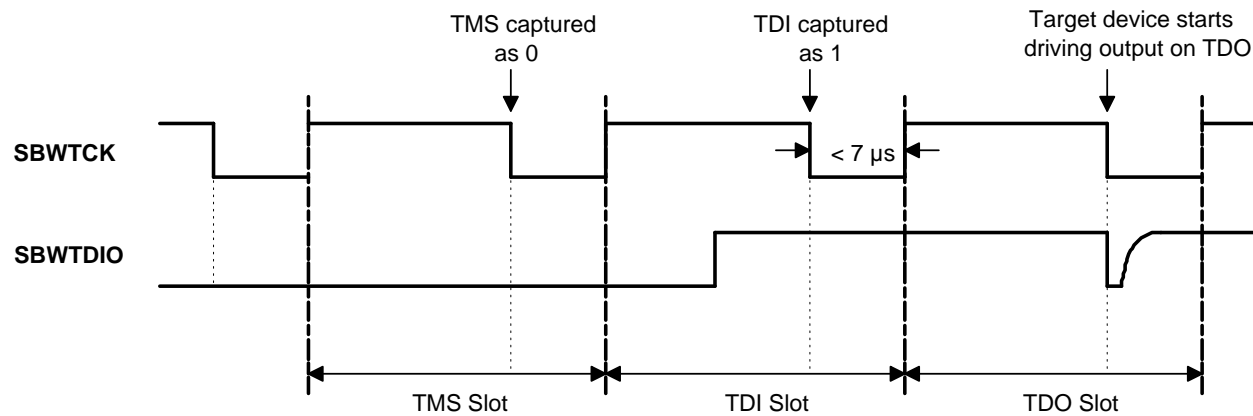 TMS captured
as 0
TDI captured
as 1
Target device starts
driving output on TDO
SBWTCK
< 7 µs
SBWTDIO
TMS Slot
TDI Slot
TDO Slot